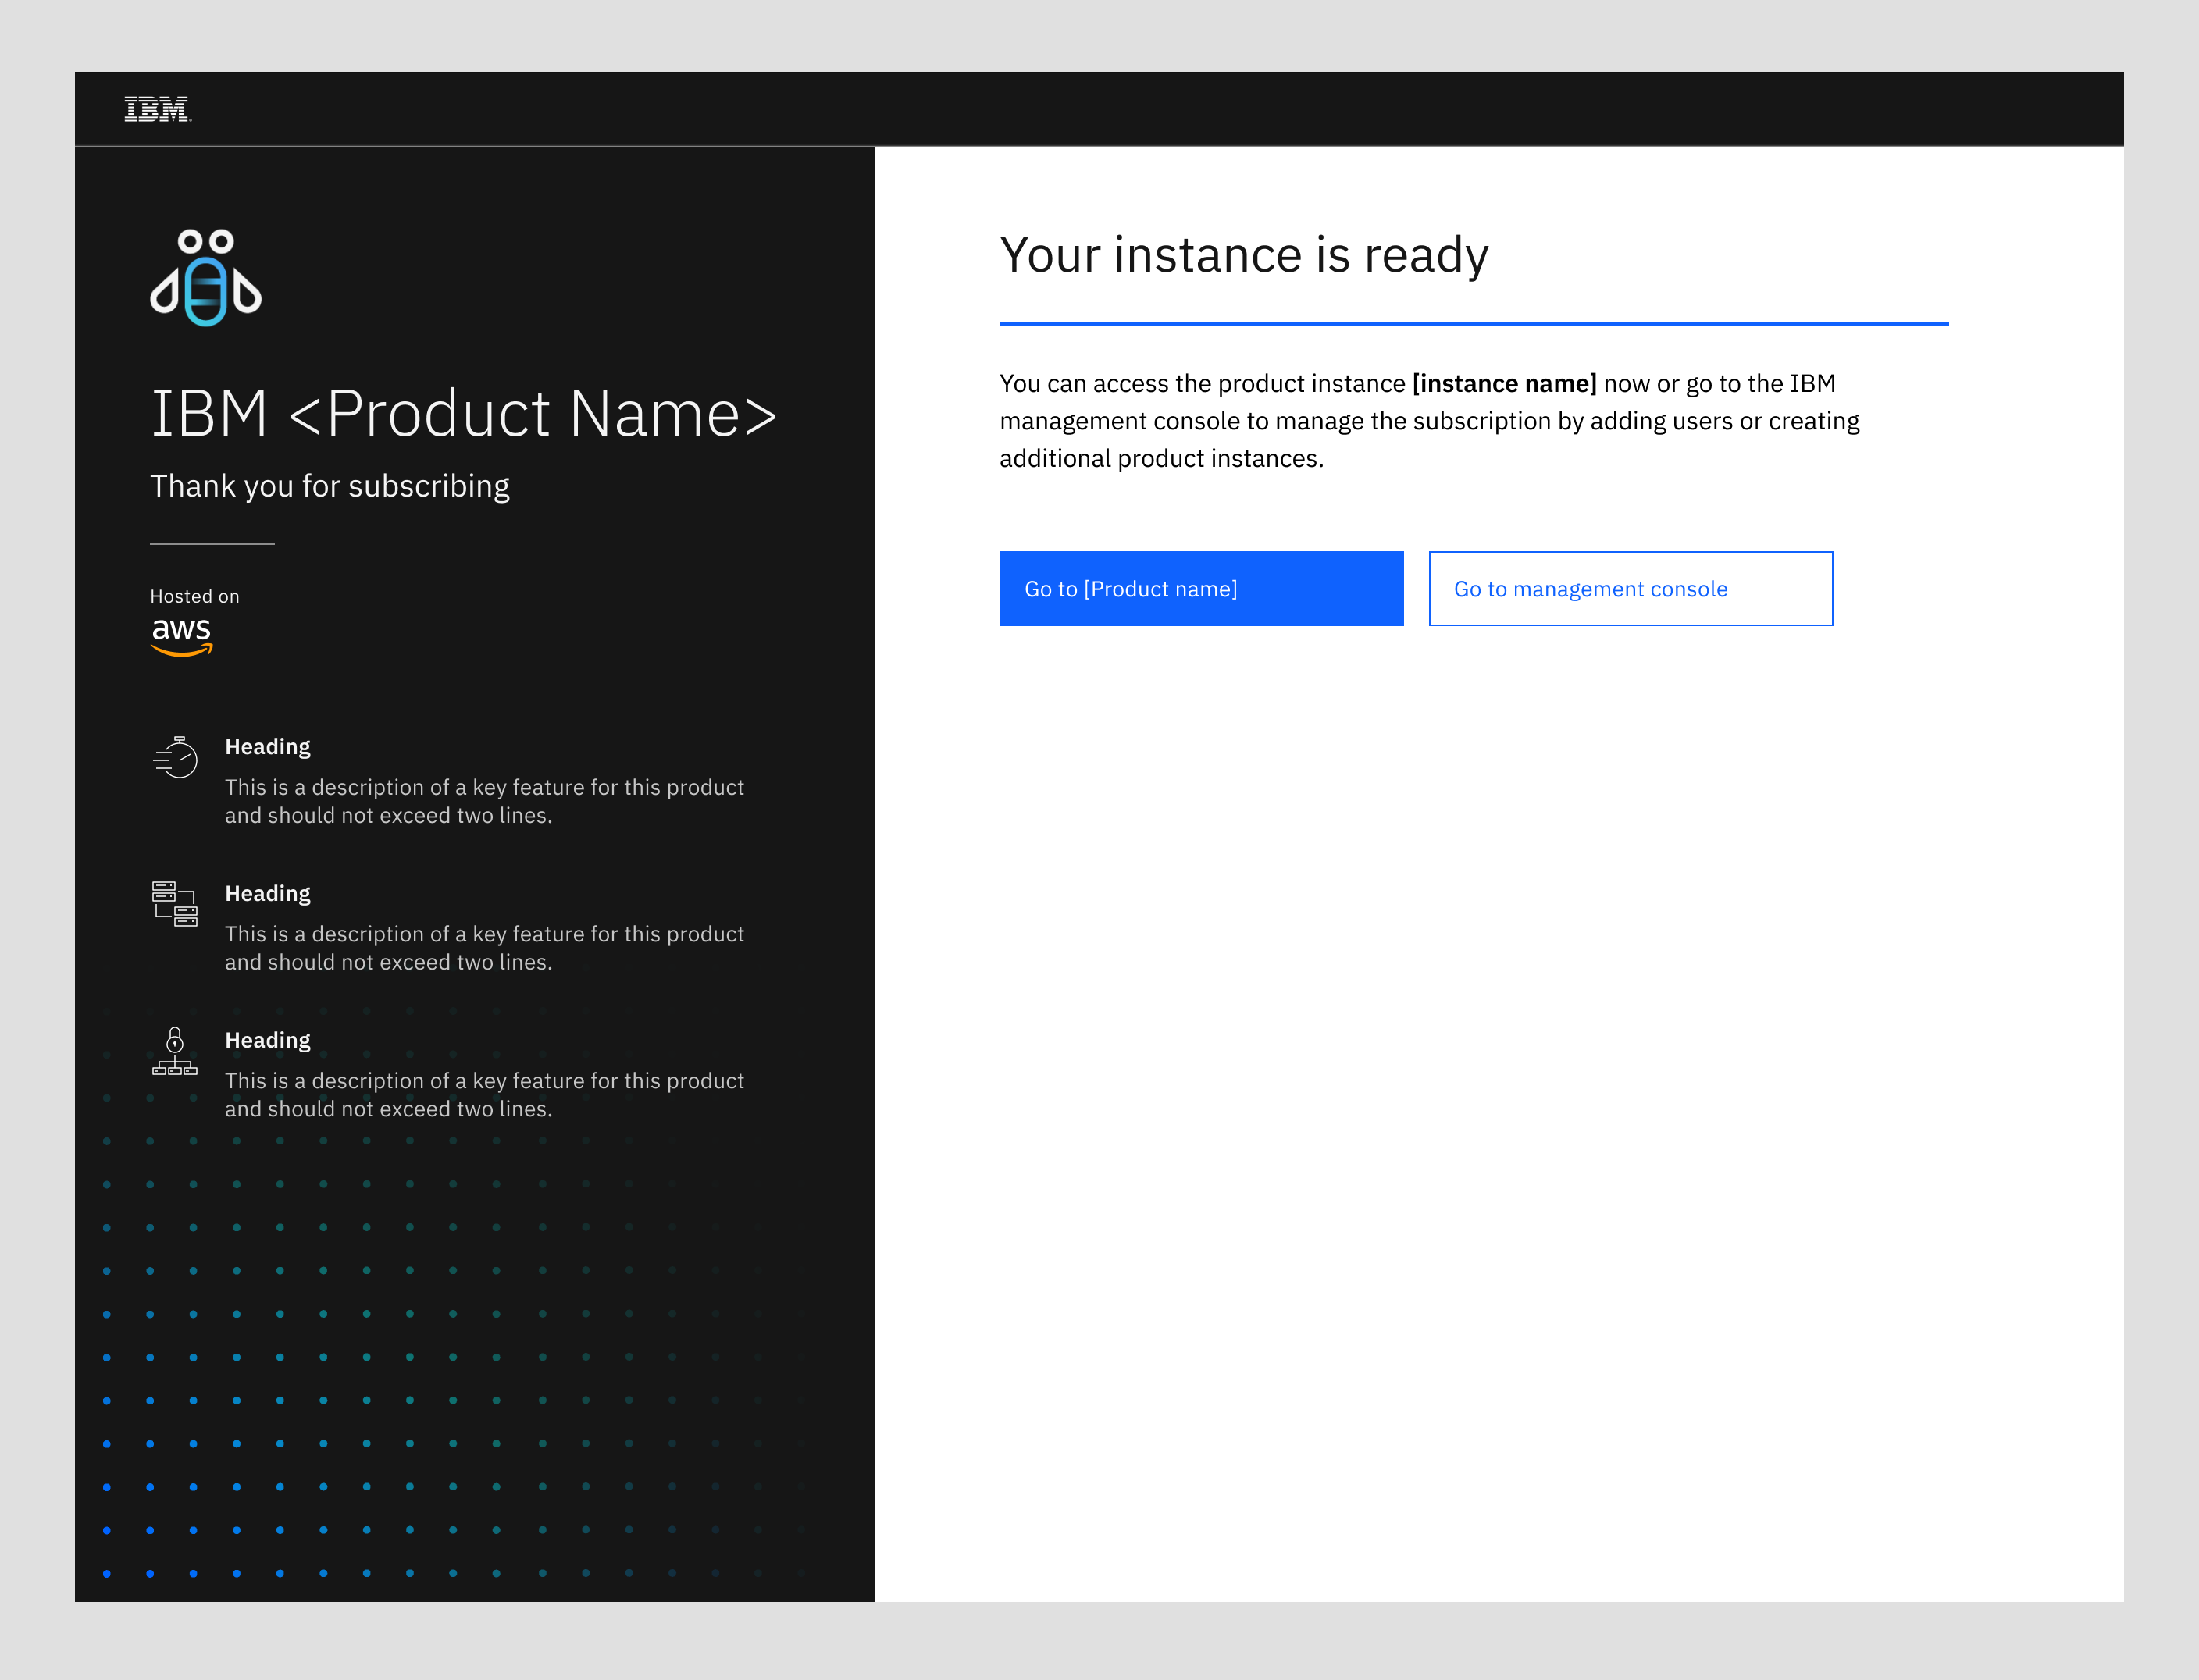 IBM
IBM <Product Name>
Thank you for subscribing
Hosted on
aws
Heading
This is a description of a key feature for this product
and should not exceed two lines.
Heading
This is a description of a key feature for this product
and should not exceed two lines.
Heading
This is a description of a key feature for this product
and should not exceed two lines.
Your instance is ready
You can access the product instance [instance name] now or go to the IBM
management console to manage the subscription by adding users or creating
additional product instances.
Go to [Product name]
Go to management console